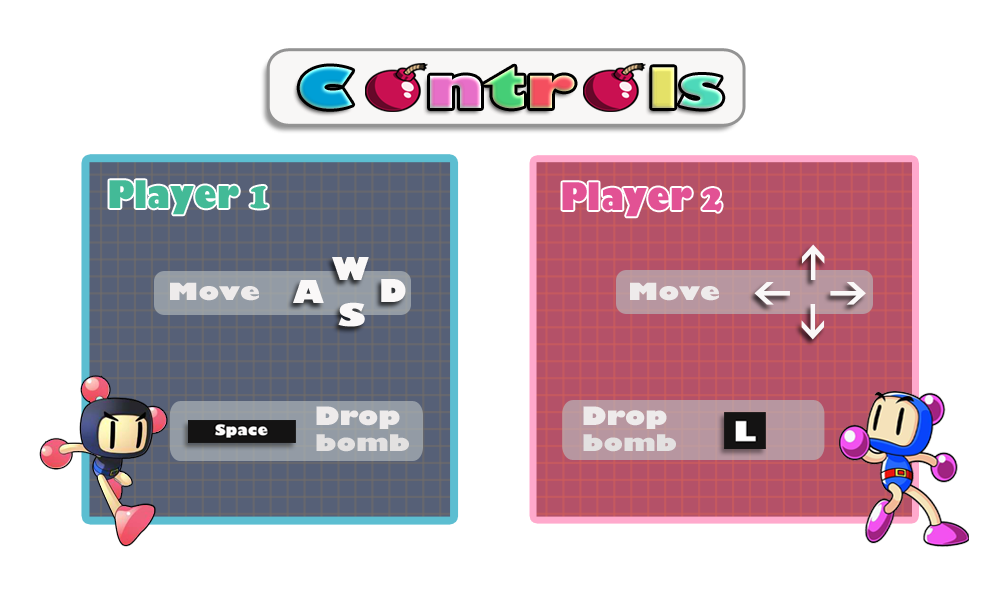 Controls
Player 1
Move
W
A D
S
Space
Drop
bomb
Player 2
Move
↑
← →
↓
Drop
bomb
L